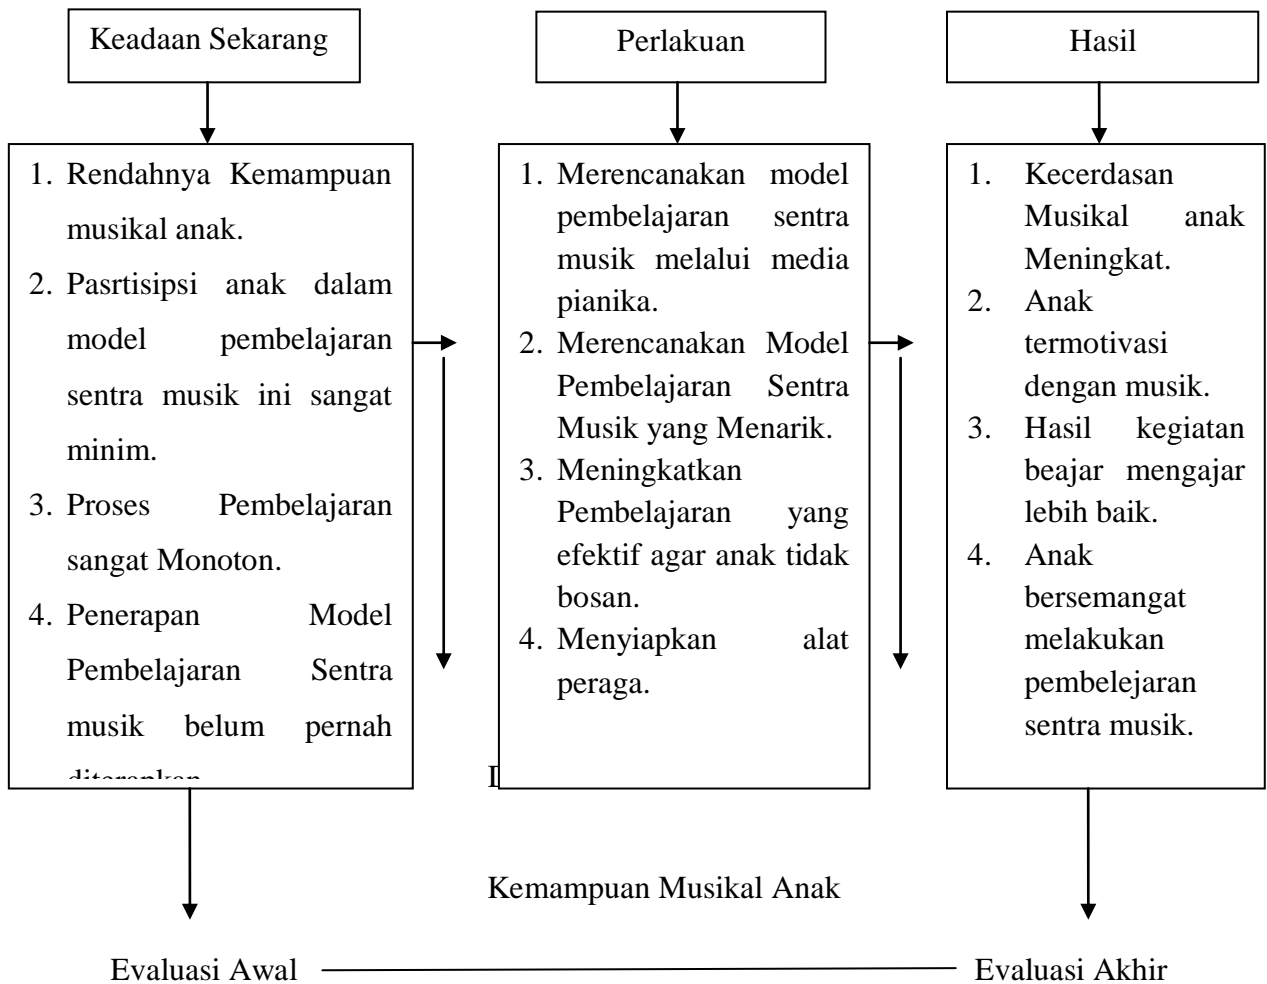 Keadaan Sekarang
Perlakuan
Hasil
1. Rendahnya Kemampuan
musikal anak.
2. Pasrtisipsi anak dalam
model pembelajaran
sentra musik ini sangat
minim.
3. Proses Pembelajaran
sangat Monoton.
4. Penerapan Model
Pembelajaran Sentra
musik belum pernah
diterapkan
1. Merencanakan model
pembelajaran sentra
musik melalui media
pianika.
2. Merencanakan Model
Pembelajaran Sentra
Musik yang Menarik.
3. Meningkatkan
Pembelajaran yang
efektif agar anak tidak
bosan.
4. Menyiapkan alat
peraga.
1. Kecerdasan
Musikal anak
Meningkat.
2. Anak
termotivasi
dengan musik.
3. Hasil kegiatan
beajar mengajar
lebih baik.
4. Anak
bersemangat
melakukan
pembelejaran
sentra musik.
Kemampuan Musikal Anak
Evaluasi Awal
Evaluasi Akhir